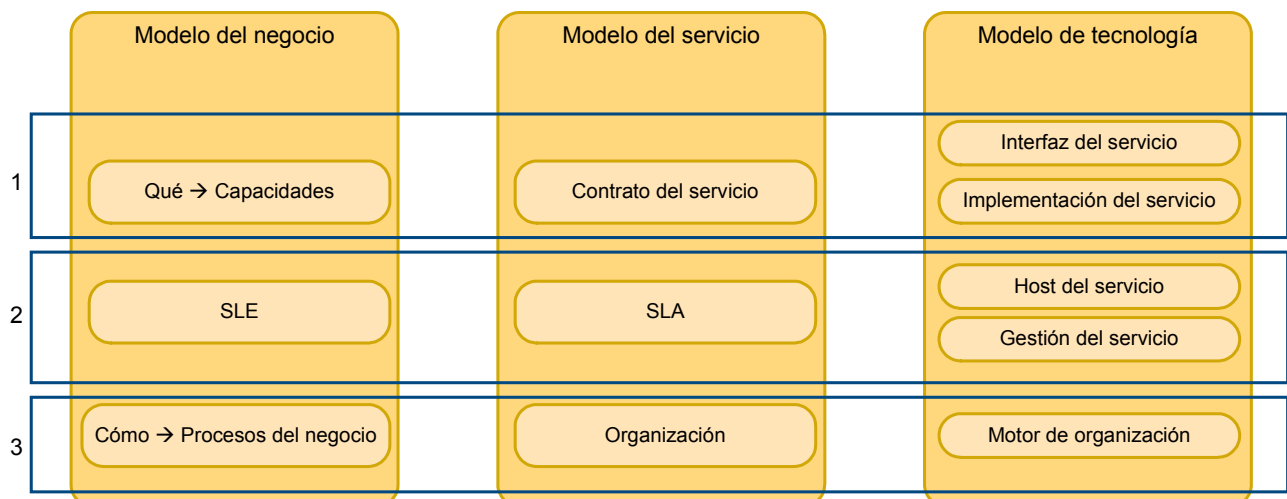 Modelo del negocio
Modelo del servicio
Modelo de tecnología
1
Qué → Capacidades
Contrato del servicio
Interfaz del servicio
Implementación del servicio
2
SLE
SLA
Host del servicio
Gestión del servicio
3
Cómo → Procesos del negocio
Organización
Motor de organización